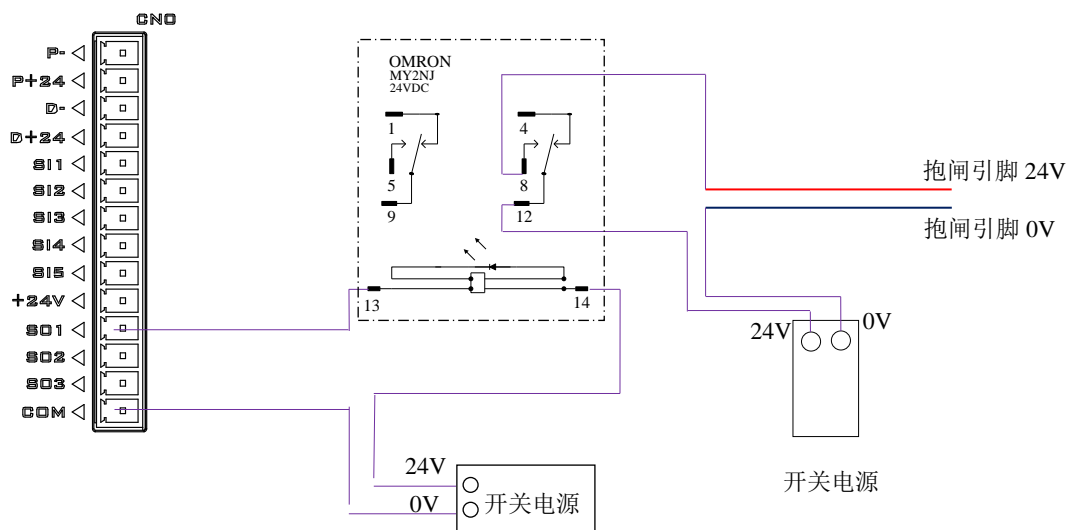 CN0
P-
P+24
D-
D+24
SI1
SI2
SI3
SI4
SI5
+24V
SO1
SO2
SO3
COM
OMRON
MY2NJ
24VDC
1
4
5
8
9
12
13
14
抱闸引脚 24V
抱闸引脚 0V
24V
0V
开关电源
24V
0V
开关电源